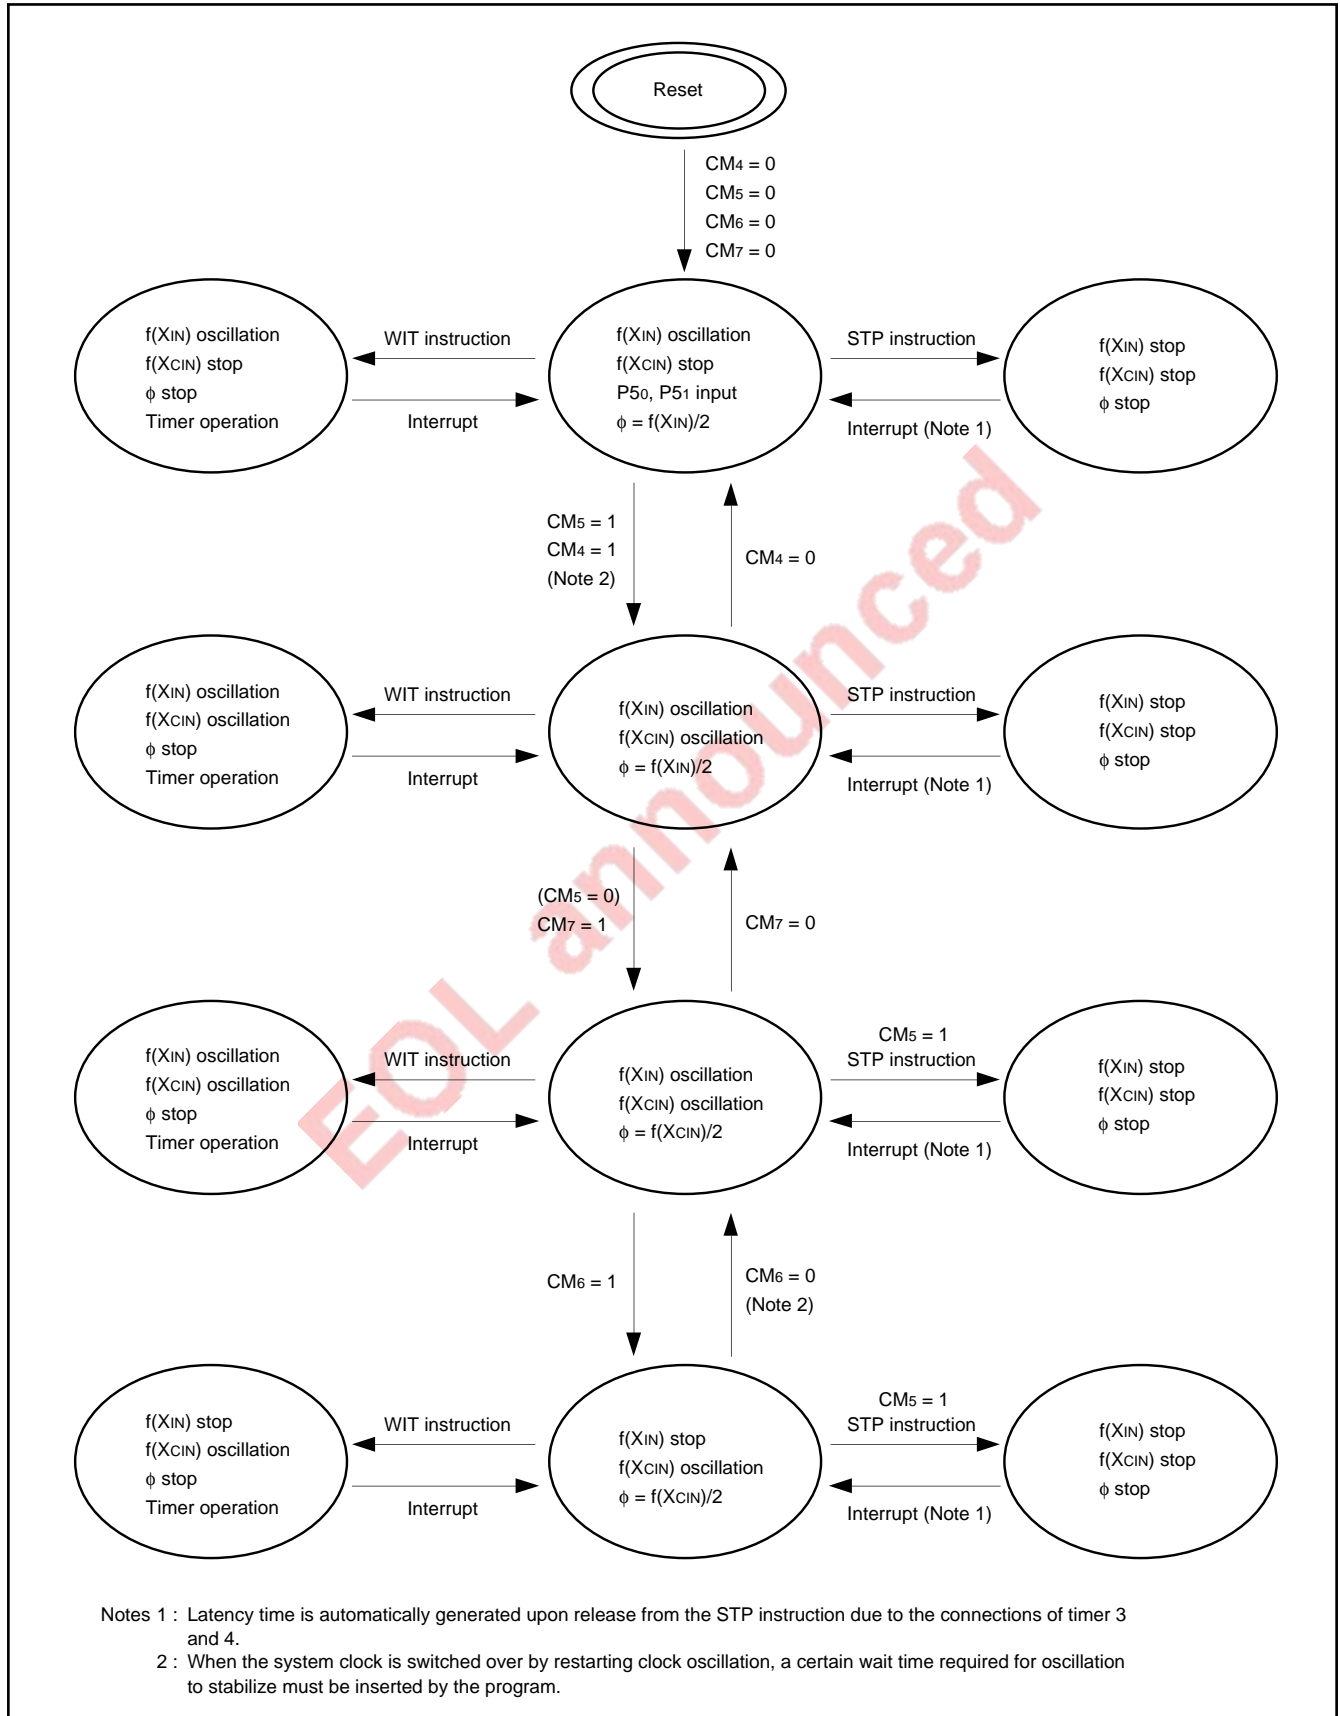 Reset
CM4 = 0
CM5 = 0
CM6 = 0
CM7 = 0
f(XIN) oscillation
f(XCIN) stop
ϕ stop
Timer operation
WIT instruction
Interrupt
f(XIN) oscillation
f(XCIN) stop
P50, P51 input
ϕ = f(XIN)/2
STP instruction
Interrupt (Note 1)
f(XIN) stop
f(XCIN) stop
ϕ stop
CM5 = 1
CM4 = 1
(Note 2)
CM4 = 0
f(XIN) oscillation
f(XCIN) oscillation
ϕ stop
Timer operation
WIT instruction
Interrupt
f(XIN) oscillation
f(XCIN) oscillation
ϕ = f(XIN)/2
STP instruction
Interrupt (Note 1)
f(XIN) stop
f(XCIN) stop
ϕ stop
(CM5 = 0)
CM7 = 1
CM7 = 0
f(XIN) oscillation
f(XCIN) oscillation
ϕ stop
Timer operation
WIT instruction
Interrupt
f(XIN) oscillation
f(XCIN) oscillation
ϕ = f(XCIN)/2
CM5 = 1
STP instruction
Interrupt (Note 1)
f(XIN) stop
f(XCIN) stop
ϕ stop
CM6 = 1
CM6 = 0
(Note 2)
f(XIN) stop
f(XCIN) oscillation
ϕ stop
Timer operation
WIT instruction
Interrupt
f(XIN) stop
f(XCIN) oscillation
ϕ = f(XCIN)/2
CM5 = 1
STP instruction
Interrupt (Note 1)
f(XIN) stop
f(XCIN) stop
ϕ stop
EOL announced
Notes 1 : Latency time is automatically generated upon release from the STP instruction due to the connections of timer 3
and 4.
2 : When the system clock is switched over by restarting clock oscillation, a certain wait time required for oscillation
to stabilize must be inserted by the program.